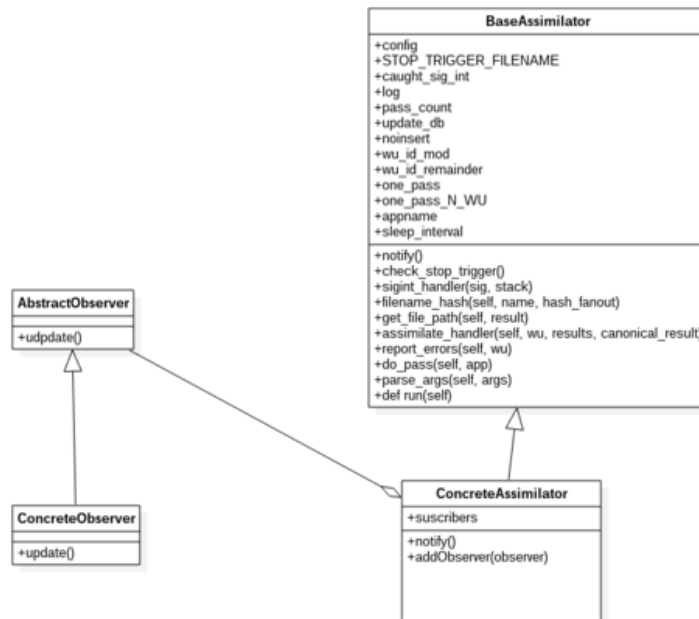 BaseAssimilator
+config
+STOP_TRIGGER_FILENAME
+caught_sig_int
+log
+pass_count
+update_db
+noinsert
+wu_id_mod
+wu_id_remainder
+one_pass
+one_pass_N_WU
+appname
+sleep_interval
+notify()
+check_stop_trigger()
+sigint_handler(sig, stack)
+filename_hash(self, name, hash_fanout)
+get_file_path(self, result)
+assimilate_handler(self, wu, results, canonical_result)
+report_errors(self, wu)
+do_pass(self, app)
+parse_args(self, args)
+def run(self)
AbstractObserver
+udpdate()
ConcreteObserver
+update()
ConcreteAssimilator
+suscribers
+notify()
+addObserver(observer)